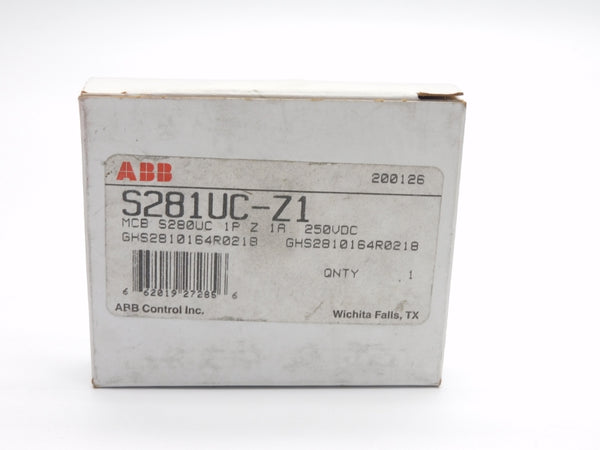 ABB
200126
S281UC-Z1
MCB S280UC 1P Z 1A 250VDC
GHS2810164R0218 GHS2810164R0218
QNTY 1
6 62019 27285 6
ABB Control Inc. Wichita Falls, TX